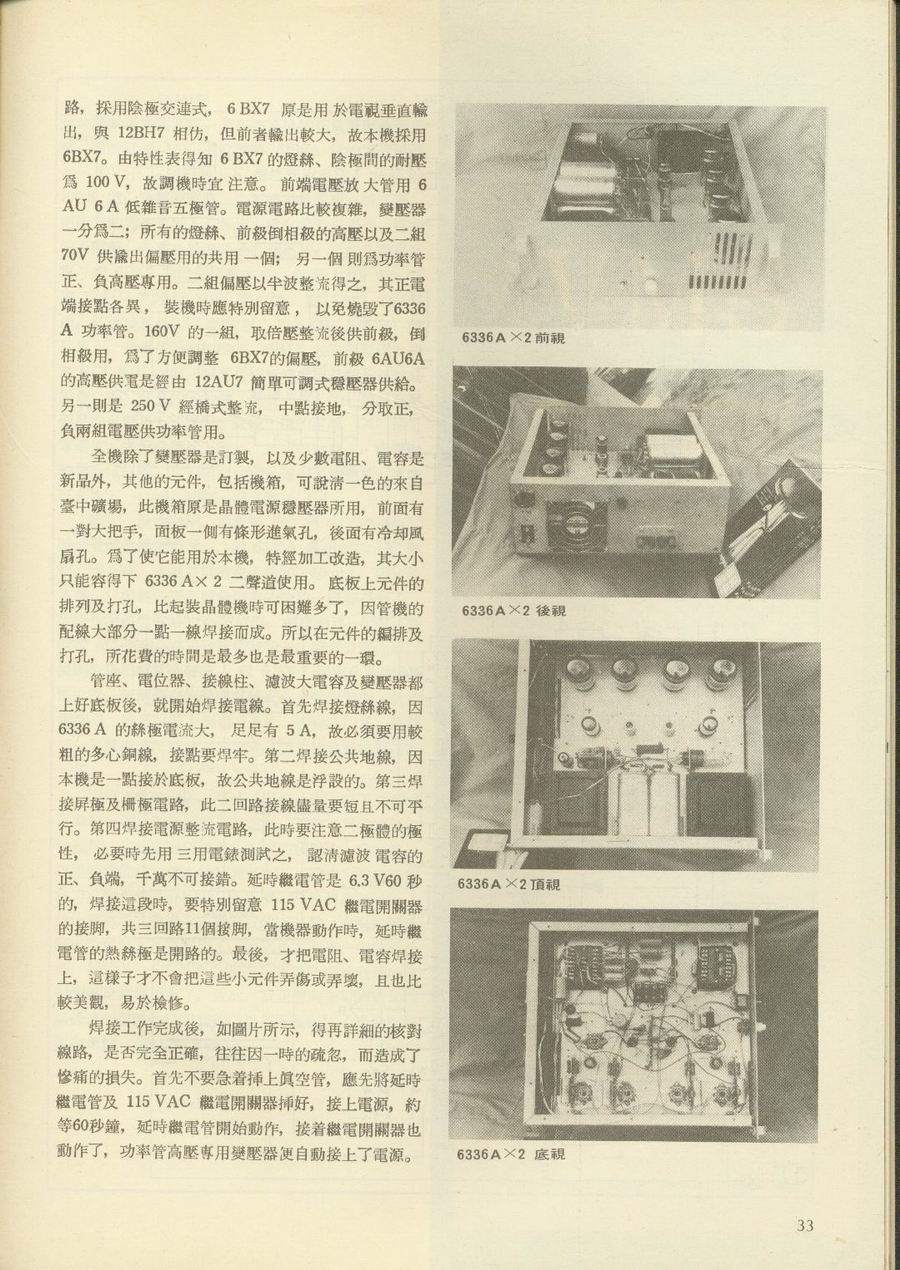 路，採用陰極交連式， 6 BX7 原是用於電視垂直輸
出，與 12BH7 相仿，但前者輸出較大，故本機採用
6BX7。由特性表得知 6 BX7 的燈絲、陰極間的耐壓
爲 100 V，故調機時宜注意。 前端電壓放大管用 6
AU 6 A 低雜音五極管。電源電路比較複雜，變壓器
一分爲二；所有的燈絲、前級倒相級的高壓以及二組
70V 供隃出偏壓用的共用一個； 另一個則爲功率管
正、負高壓專用。二組偏壓以半波整流得之，其正電
端接點各異， 裝機時應特別留意， 以免燒毀了6336
A 功率管。160V 的一組，取倍壓整流後供前級，倒
相級用，爲了方便調整 6BX7的偏壓，前級 6AU6A
的高壓供電是經由 12AU7 簡單可調式穩壓器供給。
另一則是 250 V 經橋式整流， 中點接地， 分取正，
負兩組電壓供功率管用。
全機除了變壓器是訂製，以及少數電阻、電容是
新品外，其他的元件，包括機箱，可說清一色的來自
臺中礦場，此機箱原是晶體電源穩壓器所用，前面有
一對大把手，面板一側有條形進氣孔，後面有冷却風
扇孔。爲了使它能用於本機，特經加工改造，其大小
只能容得下 6336 A× 2 二聲道使用。 底板上元件的
排列及打孔，比起裝晶體機時可困難多了，因管機的
配線大部分一點一線焊接而成。所以在元件的編排及
打孔，所花費的時間是最多也是最重要的一環。
管座、電位器、接線柱、濾波大電容及變壓器都
上好底板後，就開始焊接電線。首先焊接燈絲線，因
6336 A 的絲極電流大， 足足有 5 A，故必須要用較
粗的多心銅線，接點要焊牢。第二焊接公共地線，因
本機是一點接於底板，故公共地線是浮設的。第三焊
接屏極及柵極電路，此二回路接線儘量要短且不可平
行。第四焊接電源整流電路，此時要注意二極體的極
性， 必要時先用三用電錶測試之， 認清濾波電容的
正、負端，千萬不可接錯。延時繼電管是 6.3 V60 秒
的，焊接這段時，要特別留意 115 VAC 繼電開關器
的接脚，共三回路11個接脚，當機器動作時，延時繼
電管的熱絲極是開路的。最後，才把電阻、電容焊接
上，這樣子才不會把這些小元件弄傷或弄壞，且也比
較美觀，易於檢修。
焊接工作完成後，如圖片所示，得再詳細的核對
線路，是否完全正確，往往因一時的疏忽，而造成了
慘痛的損失。首先不要急着揷上眞空管，應先將延時
繼電管及 115 VAC 繼電開關器揷好，接上電源，約
等60秒鐘，延時繼電管開始動作，接着繼電開關器也
動作了，功率管高壓專用變壓器便自動接上了電源。
6336 A × 2 前視
6336 A × 2 後視
6336 A × 2 頂視
6336 A × 2 底視
33